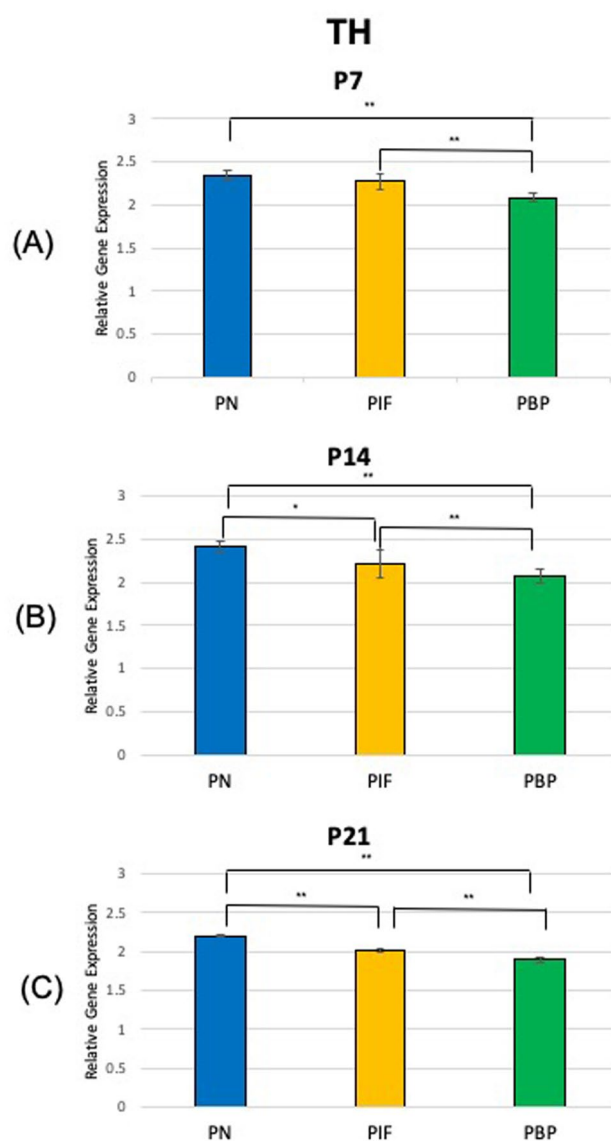 TH
P7
(A)
Relative Gene Expression
3
2.5
2
1.5
1
0.5
0
**
**
PN PIF PBP
P14
(B)
Relative Gene Expression
3
2.5
2
1.5
1
0.5
0
**
*
**
PN PIF PBP
P21
(C)
Relative Gene Expression
3
2.5
2
1.5
1
0.5
0
**
**
**
PN PIF PBP